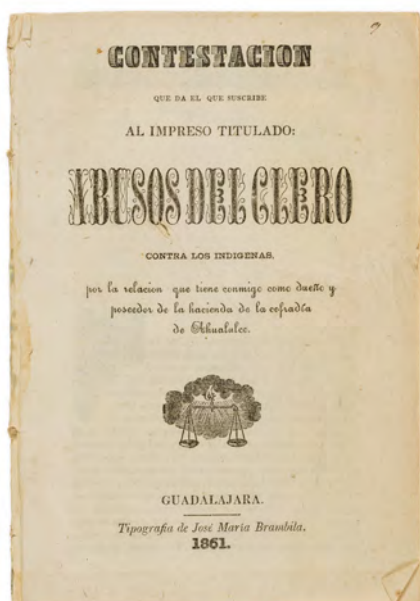 CONTESTACION
QUE DA EL QUE SUSCRIBE
AL IMPRESO TITULADO:
ABUSOS DEL CLERO
CONTRA LOS INDIGENAS,
por la relacion que tiene conmigo como dueño y
poseedor de la hacienda de la cofradía
de Ahualulco.
GUADALAJARA.
Tipografía de José María Brambila.
1861.